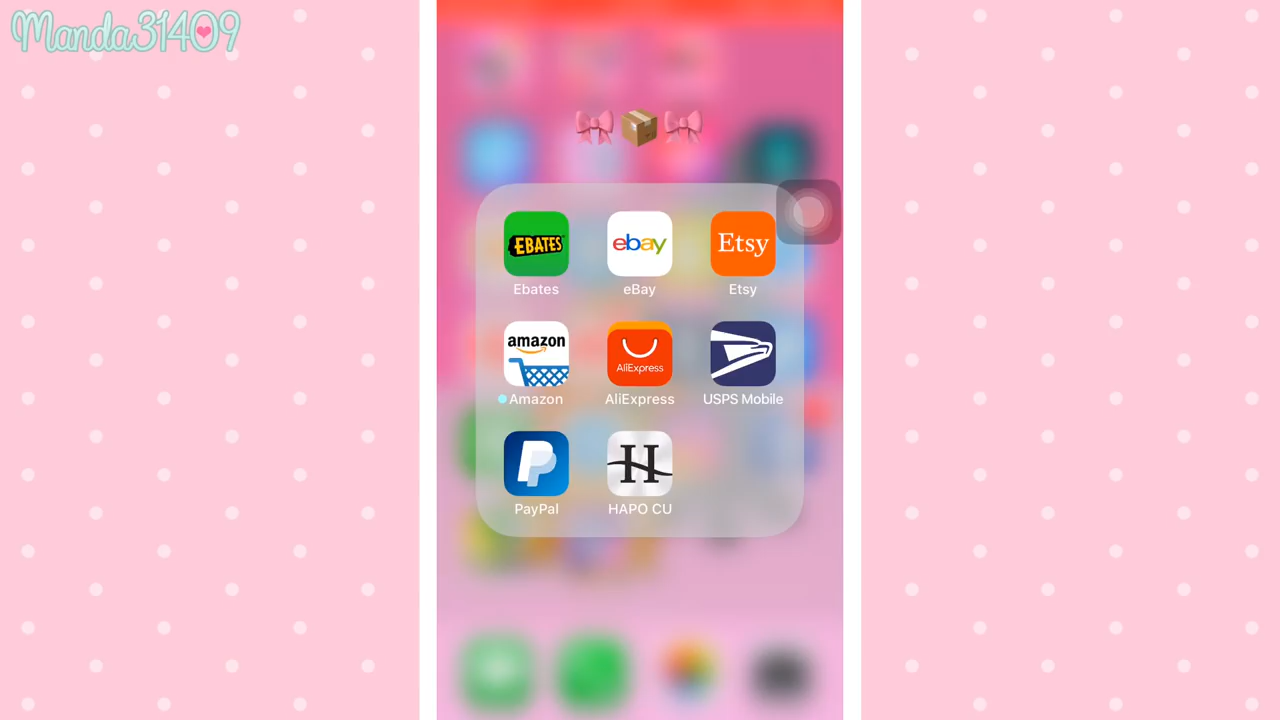 Manda31409
🎀📦🎀
EBATES
ebay
Etsy
Ebates
eBay
Etsy
amazon
AliExpress
Amazon
AliExpress
USPS Mobile
P
H
PayPal
HAPO CU